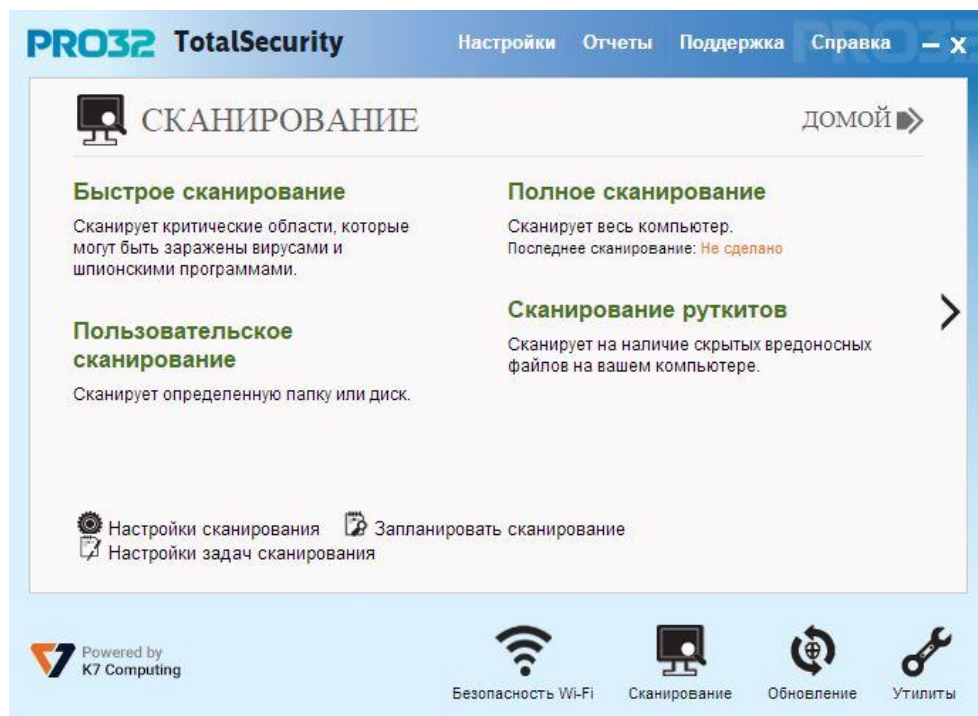 PRO32 TotalSecurity
Настройки Отчеты Поддержка Справка
СКАНИРОВАНИЕ
ДОМОЙ
Быстрое сканирование
Сканирует критические области, которые
могут быть заражены вирусами и
шпионскими программами.
Полное сканирование
Сканирует весь компьютер.
Последнее сканирование: Не сделано
Пользовательское
сканирование
Сканирует определенную папку или диск.
Сканирование руткитов
Сканирует на наличие скрытых вредоносных
файлов на вашем компьютере.
Настройки сканирования Запланировать сканирование
Настройки задач сканирования
Powered by
K7 Computing
Безопасность Wi-Fi Сканирование Обновление Утилиты